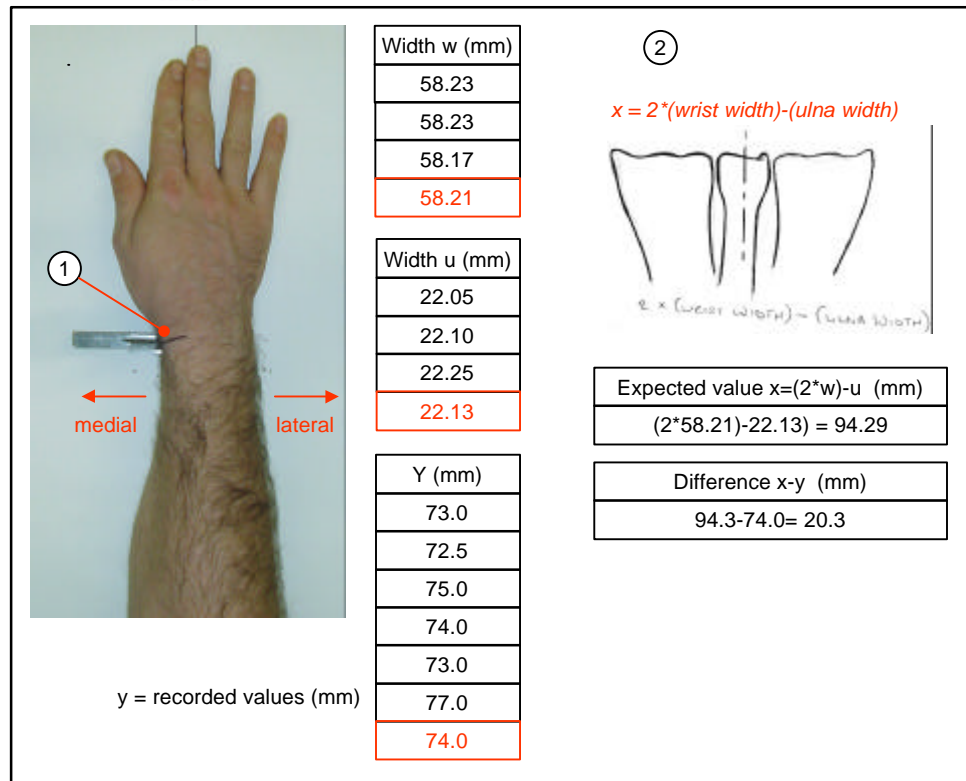 1
medial
lateral
Width w (mm)
58.23
58.23
58.17
58.21
Width u (mm)
22.05
22.10
22.25
22.13
Y (mm)
73.0
72.5
75.0
74.0
73.0
77.0
74.0
y = recorded values (mm)
2
x = 2*(wrist width)-(ulna width)
2 × (WRIST WIDTH) - (ULNA WIDTH)
Expected value x=(2*w)-u (mm)
(2*58.21)-22.13) = 94.29
Difference x-y (mm)
94.3-74.0= 20.3